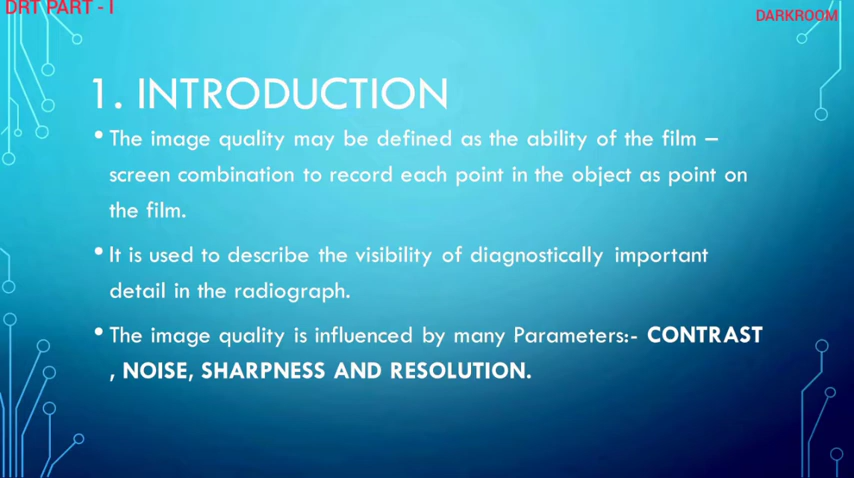 DRT PART - I
DARKROOM
1. INTRODUCTION
• The image quality may be defined as the ability of the film –
screen combination to record each point in the object as point on
the film.
• It is used to describe the visibility of diagnostically important
detail in the radiograph.
• The image quality is influenced by many Parameters:- CONTRAST
, NOISE, SHARPNESS AND RESOLUTION.